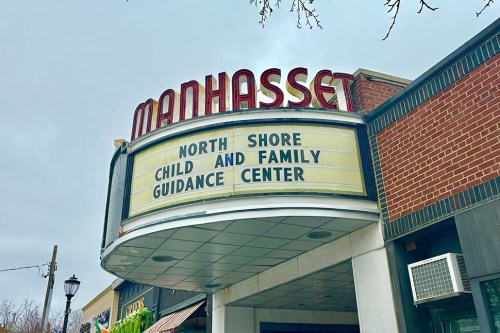 MANHASSET
NORTH SHORE
CHILD AND FAMILY
GUIDANCE CENTER